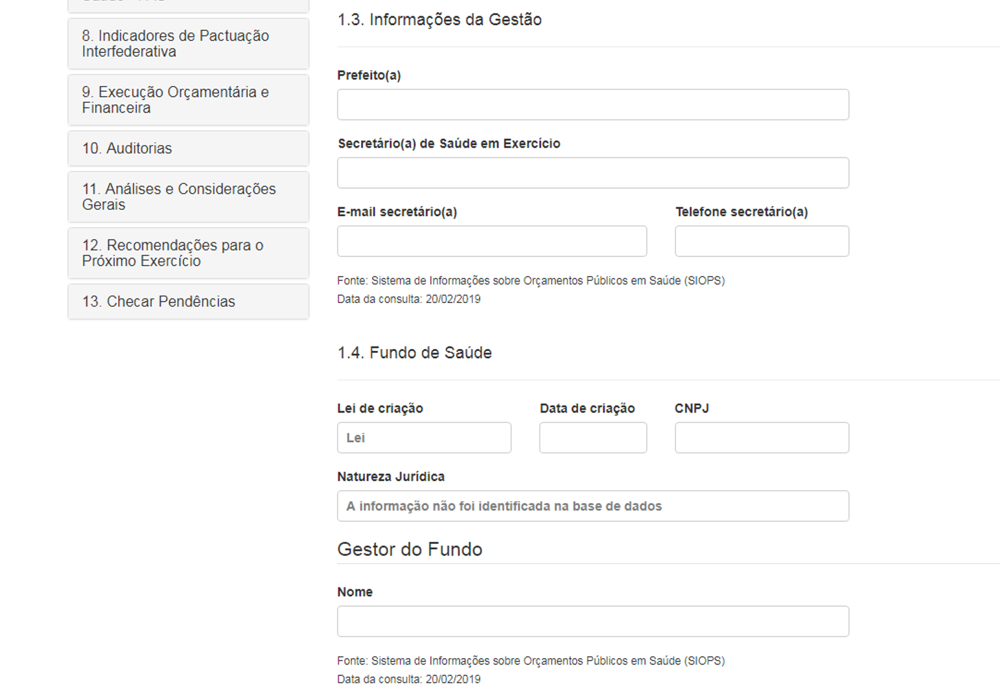 8. Indicadores de Pactuação
Interfederativa
9. Execução Orçamentária e
Financeira
10. Auditorias
11. Análises e Considerações
Gerais
12. Recomendações para o
Próximo Exercício
13. Checar Pendências
1.3. Informações da Gestão
Prefeito(a)
Secretário(a) de Saúde em Exercício
E-mail secretário(a)
Telefone secretário(a)
Fonte: Sistema de Informações sobre Orçamentos Públicos em Saúde (SIOPS)
Data da consulta: 20/02/2019
1.4. Fundo de Saúde
Lei de criação
Data de criação
CNPJ
Lei
Natureza Jurídica
A informação não foi identificada na base de dados
Gestor do Fundo
Nome
Fonte: Sistema de Informações sobre Orçamentos Públicos em Saúde (SIOPS)
Data da consulta: 20/02/2019